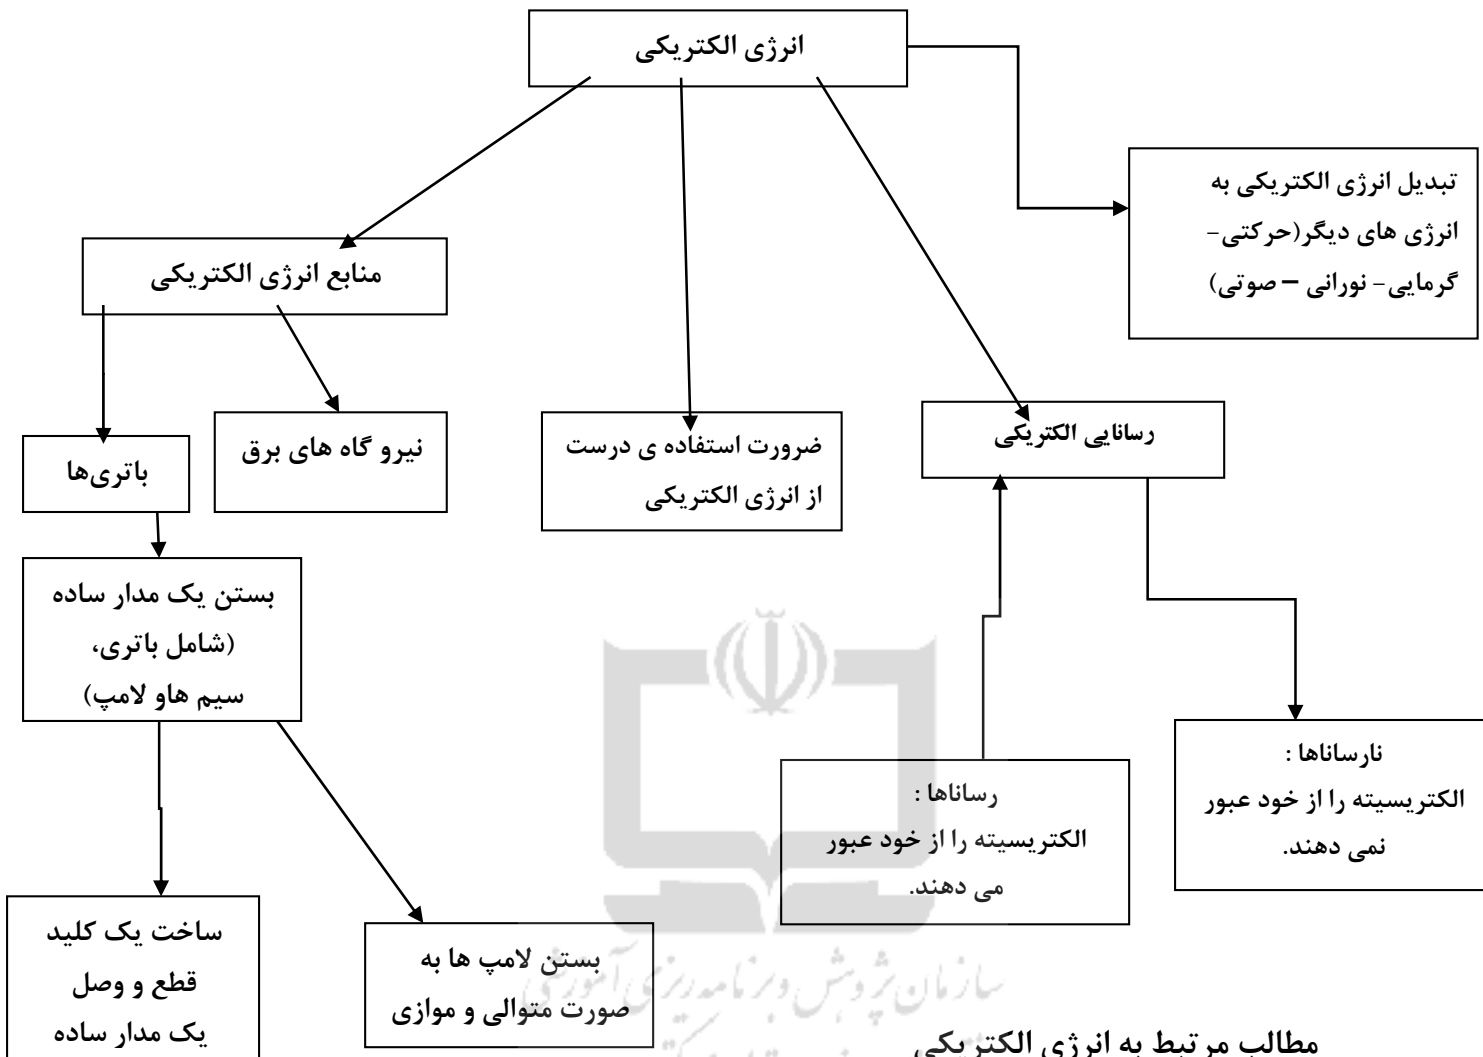 انرژی الکتریکی
تبدیل انرژی الکتریکی به
انرژی های دیگر(حرکتی-
گرمایی- نورانی – صوتی)
منابع انرژی الکتریکی
رسانایی الکتریکی
ضرورت استفاده ی درست
از انرژی الکتریکی
نیرو گاه های برق
باتری‌ها
بستن یک مدار ساده
(شامل باتری،
سیم هاو لامپ)
نارساناها :
الکتریسیته را از خود عبور
نمی دهند.
رساناها :
الکتریسیته را از خود عبور
می دهند.
بستن لامپ ها به
صورت متوالی و موازی
ساخت یک کلید
قطع و وصل
یک مدار ساده
سازمان پژوهش و برنامه‌ریزی آموزشی
مطالب مرتبط به انرژی الکتریکی